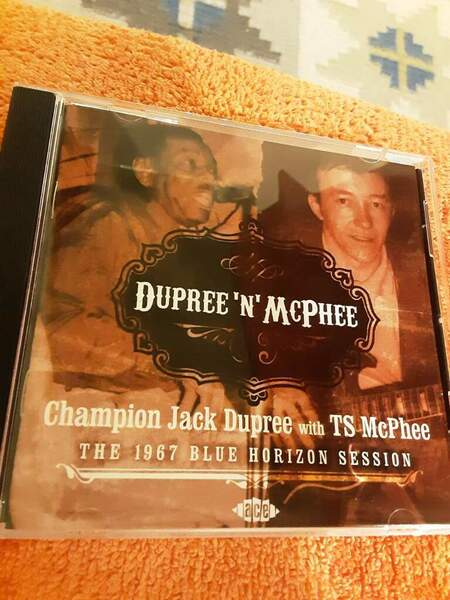 DUPREE 'N' MCPHEE
Champion Jack Dupree with TS McPhee
THE 1967 BLUE HORIZON SESSION
ace